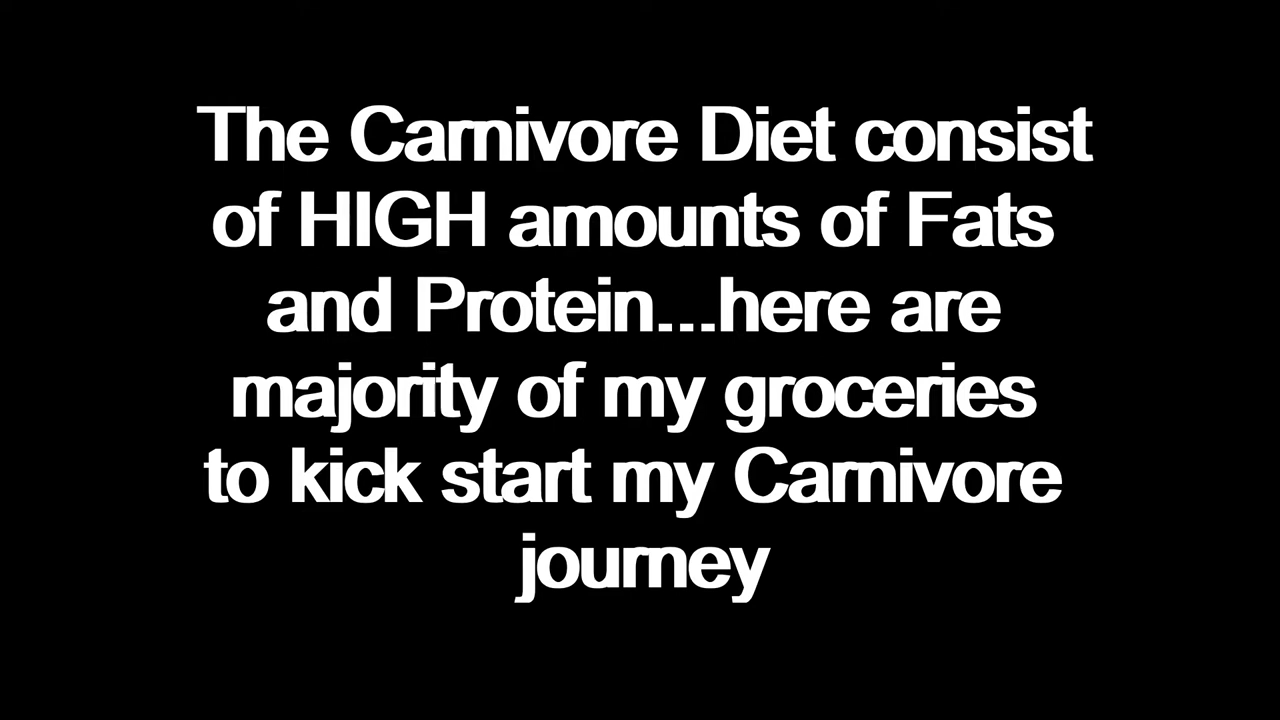 The Carnivore Diet consist
of HIGH amounts of Fats
and Protein...here are
majority of my groceries
to kick start my Carnivore
journey